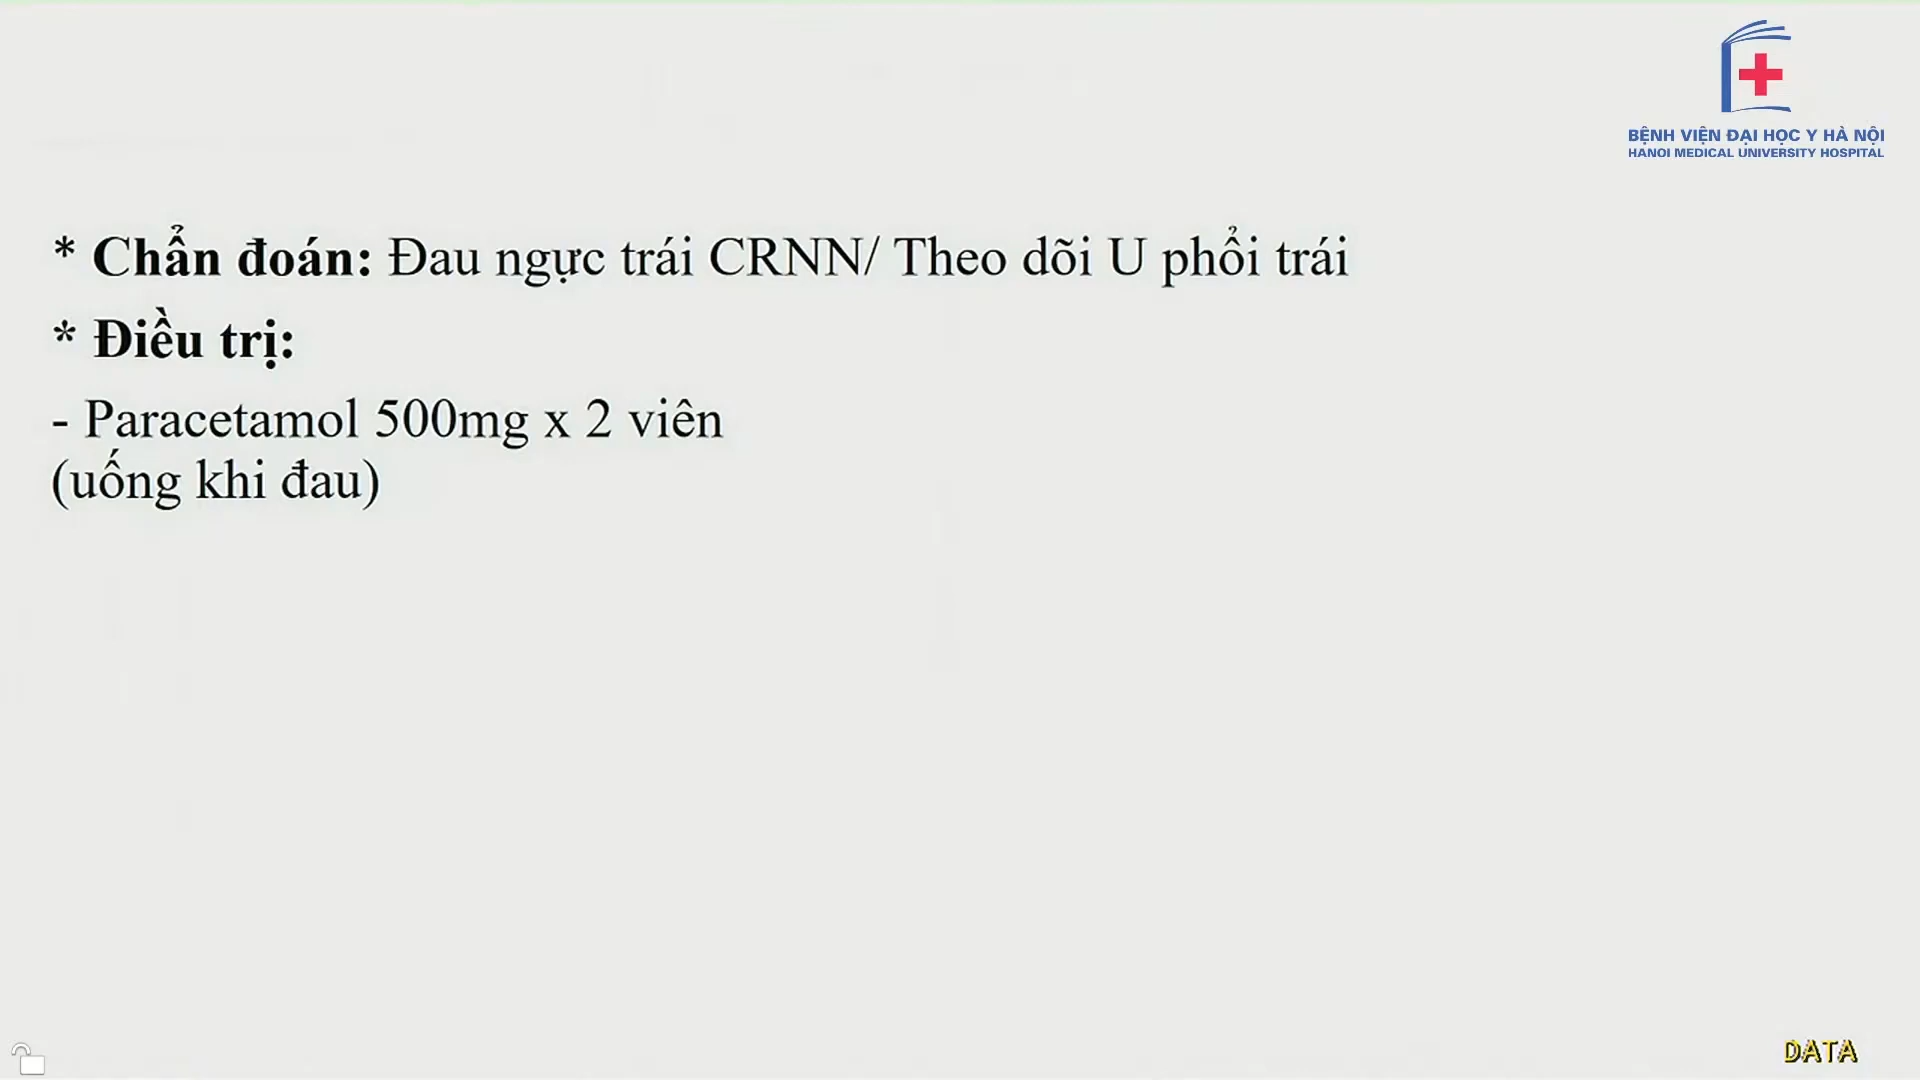 BỆNH VIỆN ĐẠI HỌC Y HÀ NỘI
HANOI MEDICAL UNIVERSITY HOSPITAL
* Chẩn đoán: Đau ngực trái CRNN/ Theo dõi U phổi trái
* Điều trị:
- Paracetamol 500mg x 2 viên
(uống khi đau)
DATA